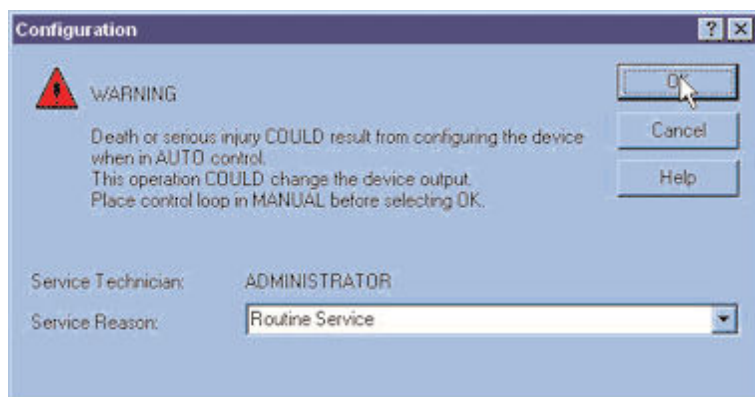 Configuration
WARNING
Death or serious injury COULD result from configuring the device
when in AUTO control.
This operation COULD change the device output.
Place control loop in MANUAL before selecting OK.
OK
Cancel
Help
Service Technician: ADMINISTRATOR
Service Reason: Routine Service